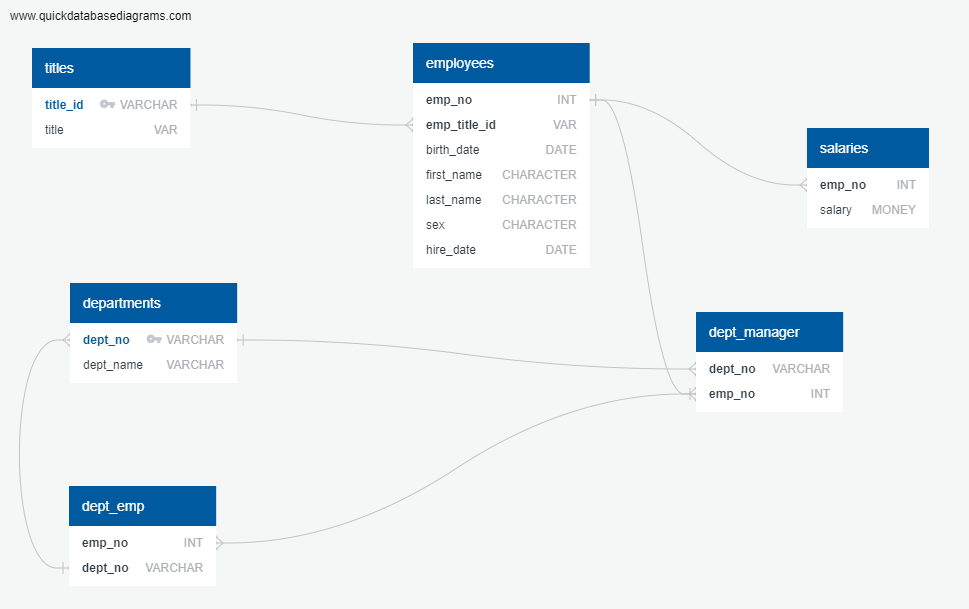 www.quickdatabasediagrams.com
titles
title_id VARCHAR
title VAR
employees
emp_no INT
emp_title_id VAR
birth_date DATE
first_name CHARACTER
last_name CHARACTER
sex CHARACTER
hire_date DATE
salaries
emp_no INT
salary MONEY
departments
dept_no VARCHAR
dept_name VARCHAR
dept_manager
dept_no VARCHAR
emp_no INT
dept_emp
emp_no INT
dept_no VARCHAR